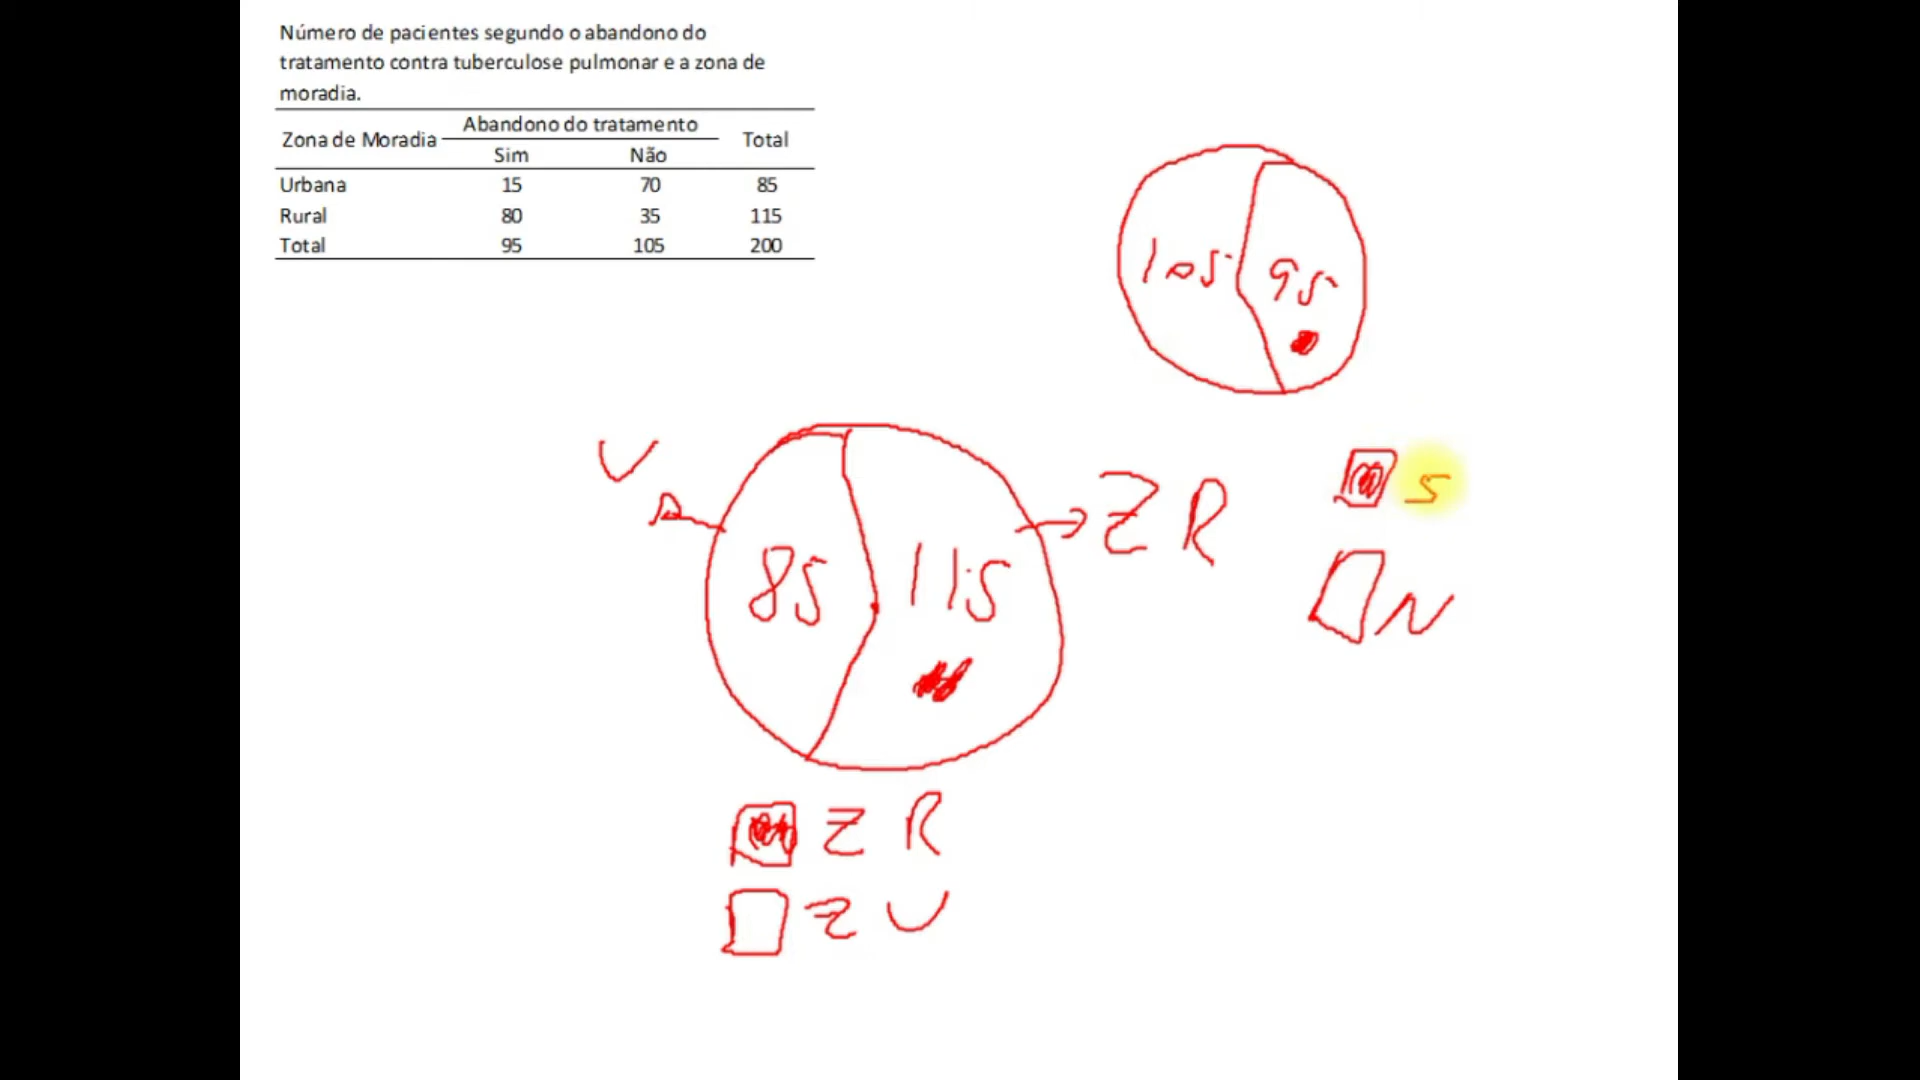 Número de pacientes segundo o abandono do
tratamento contra tuberculose pulmonar e a zona de
moradia.
Zona de Moradia Abandono do tratamento Total
Sim Não
Urbana 15 70 85
Rural 80 35 115
Total 95 105 200
105 95
U
ZR
S
85 115
N
ZR
ZU